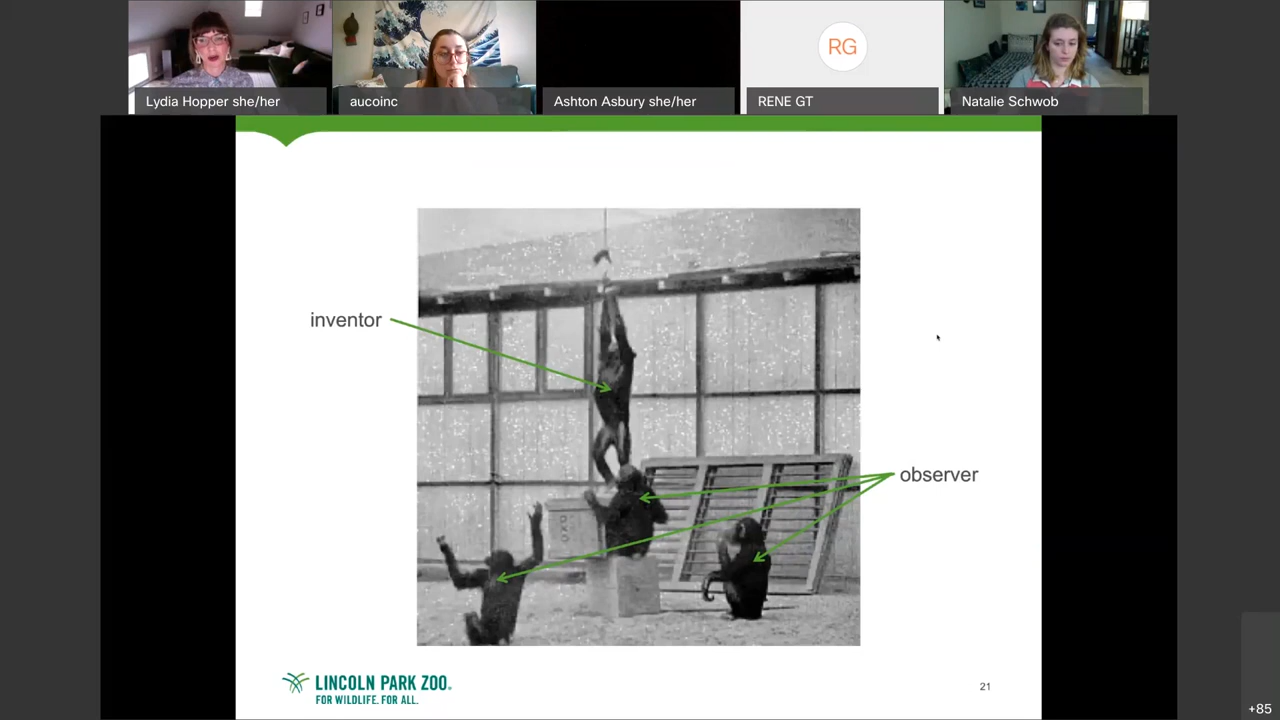 Lydia Hopper she/her
aucoinc
Ashton Asbury she/her
RG
RENE GT
Natalie Schwob
inventor
observer
LINCOLN PARK ZOO.
FOR WILDLIFE. FOR ALL.
21
+85